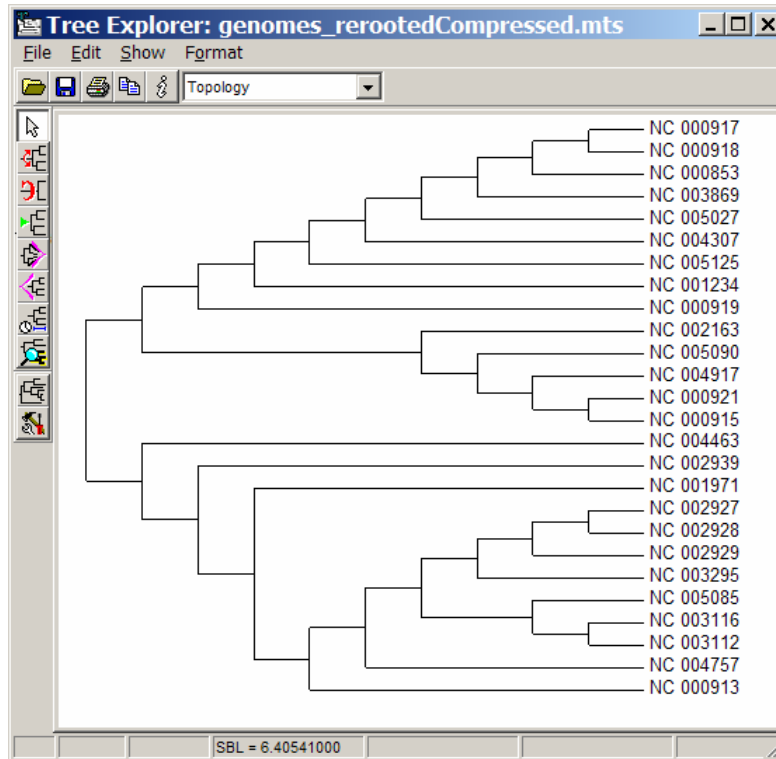 Tree Explorer: genomes_rerootedCompressed.mts
File Edit Show Format
Topology
NC 000917
NC 000918
NC 000853
NC 003869
NC 005027
NC 004307
NC 005125
NC 001234
NC 000919
NC 002163
NC 005090
NC 004917
NC 000921
NC 000915
NC 004463
NC 002939
NC 001971
NC 002927
NC 002928
NC 002929
NC 003295
NC 005085
NC 003116
NC 003112
NC 004757
NC 000913
SBL = 6.40541000